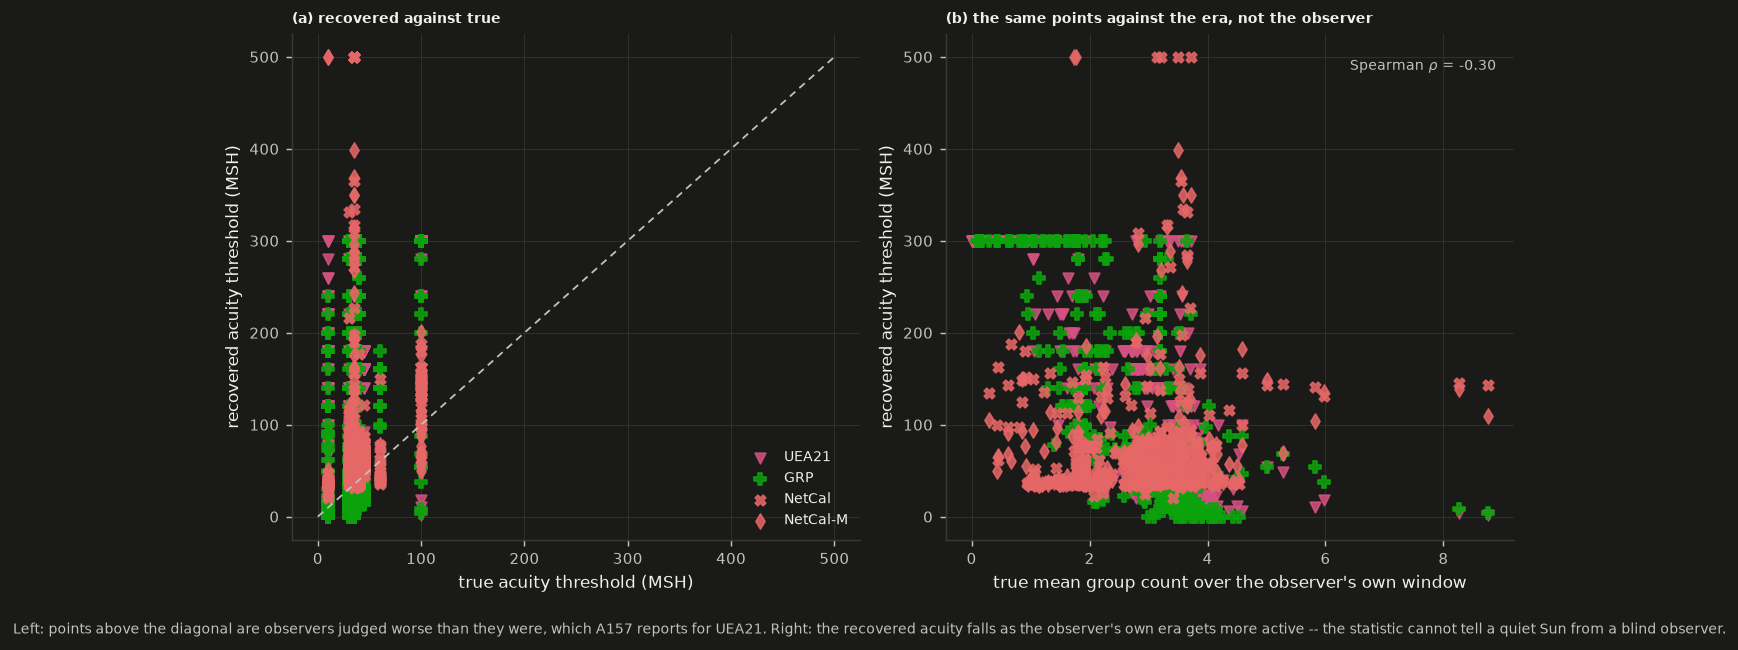 (a) recovered against true
(b) the same points against the era, not the observer
500
400
300
200
100
0
recovered acuity threshold (MSH)
0 100 200 300 400 500
true acuity threshold (MSH)
UEA21
GRP
NetCal
NetCal-M
500
400
300
200
100
0
recovered acuity threshold (MSH)
Spearman ρ = -0.30
0 2 4 6 8
true mean group count over the observer's own window
Left: points above the diagonal are observers judged worse than they were, which A157 reports for UEA21. Right: the recovered acuity falls as the observer's own era gets more active -- the statistic cannot tell a quiet Sun from a blind observer.